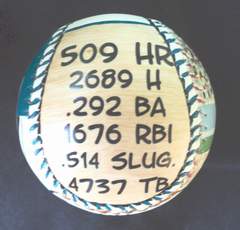 509 HR
2689 H
.292 BA
1676 RBI
.514 SLUG.
4737 TB